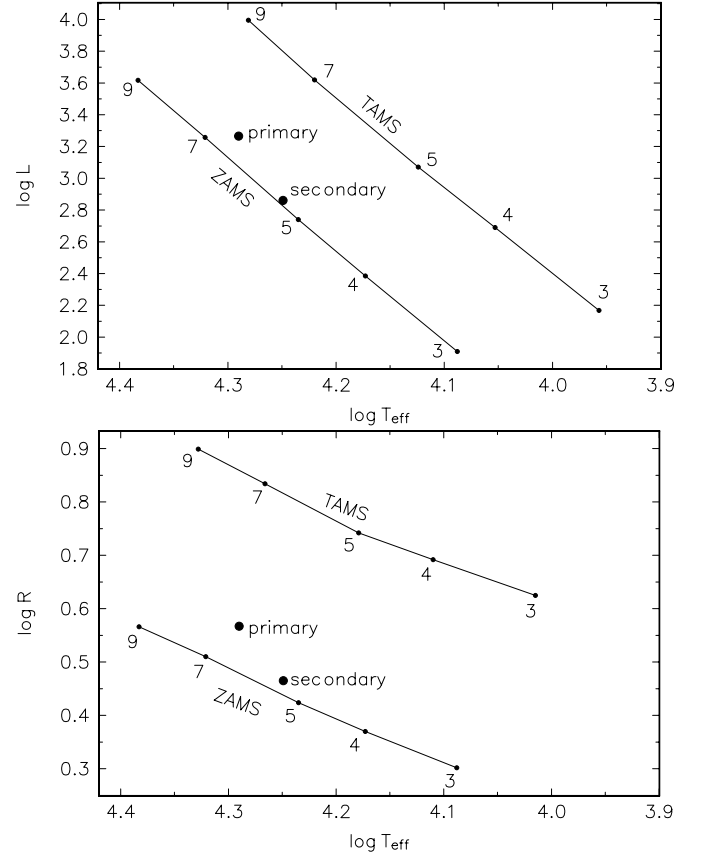 4.0
3.8
3.6
3.4
3.2
3.0
2.8
2.6
2.4
2.2
2.0
1.8
log L
9
7
TAMS
5
4
3
9
7
primary
ZAMS
secondary
5
4
3
4.4 4.3 4.2 4.1 4.0 3.9
log Teff
0.9
0.8
0.7
0.6
0.5
0.4
0.3
log R
9
7
TAMS
5
4
3
9
primary
7
secondary
ZAMS
5
4
3
4.4 4.3 4.2 4.1 4.0 3.9
log Teff